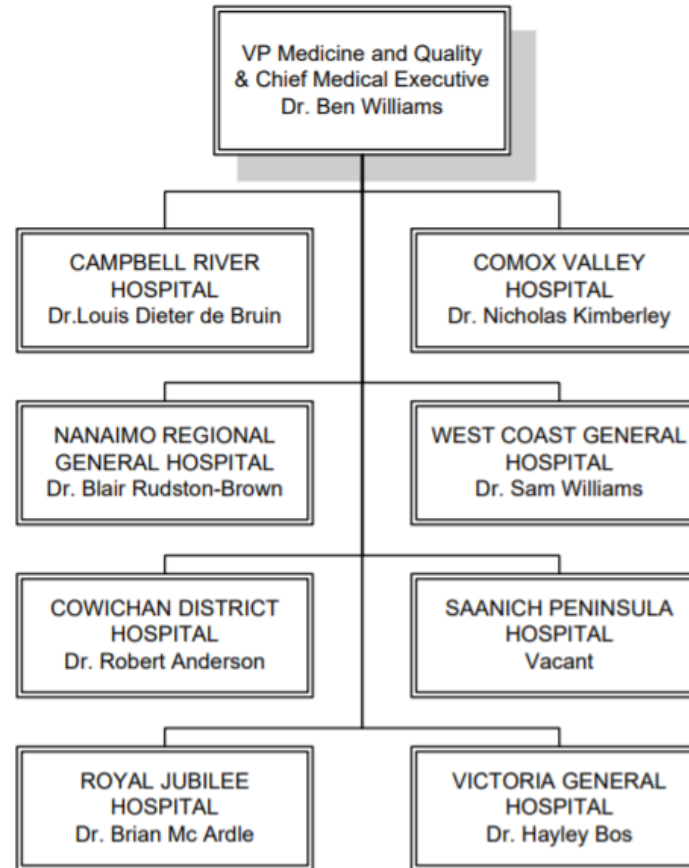 VP Medicine and Quality
& Chief Medical Executive
Dr. Ben Williams
CAMPBELL RIVER
HOSPITAL
Dr.Louis Dieter de Bruin
COMOX VALLEY
HOSPITAL
Dr. Nicholas Kimberley
NANAIMO REGIONAL
GENERAL HOSPITAL
Dr. Blair Rudston-Brown
WEST COAST GENERAL
HOSPITAL
Dr. Sam Williams
COWICHAN DISTRICT
HOSPITAL
Dr. Robert Anderson
SAANICH PENINSULA
HOSPITAL
Vacant
ROYAL JUBILEE
HOSPITAL
Dr. Brian Mc Ardle
VICTORIA GENERAL
HOSPITAL
Dr. Hayley Bos